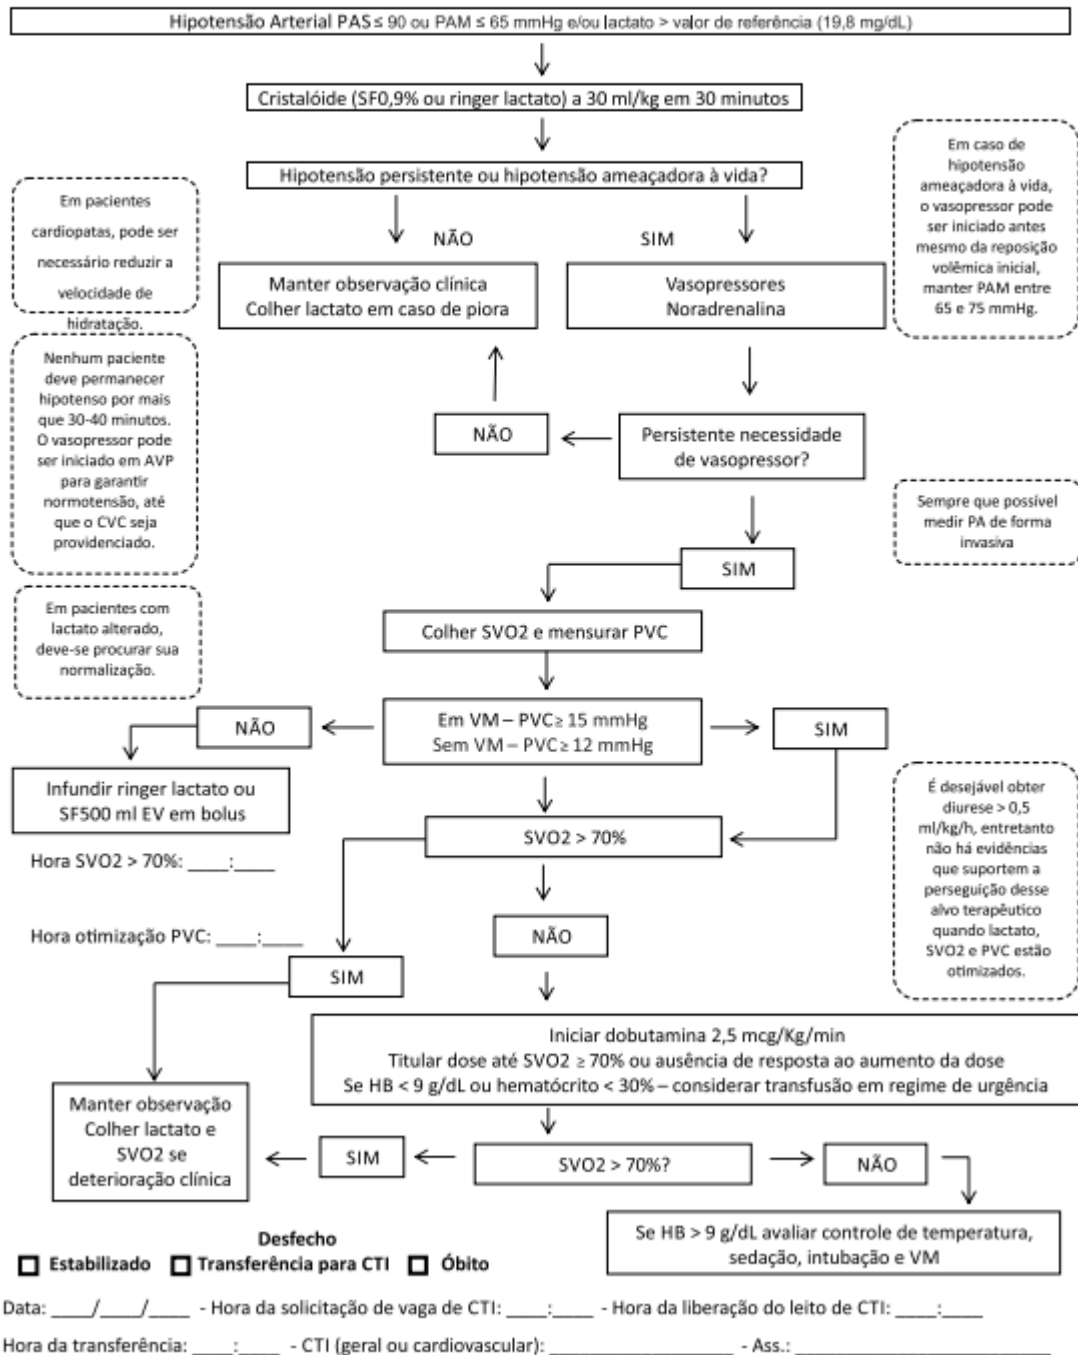 Hipotensão Arterial PAS ≤ 90 ou PAM ≤ 65 mmHg e/ou lactato > valor de referência (19,8 mg/dL)
Cristalóide (SF0,9% ou ringer lactato) a 30 ml/kg em 30 minutos
Hipotensão persistente ou hipotensão ameaçadora à vida?
Em caso de
hipotensão
ameaçadora à vida,
o vasopressor pode
ser iniciado antes
mesmo da reposição
volêmica inicial,
manter PAM entre
65 e 75 mmHg.
Em pacientes
cardiopatas, pode ser
necessário reduzir a
velocidade de
hidratação.
NÃO
SIM
Manter observação clínica
Colher lactato em caso de piora
Vasopressores
Noradrenalina
Nenhum paciente
deve permanecer
hipotenso por mais
que 30-40 minutos.
O vasopressor pode
ser iniciado em AVP
para garantir
normotensão, até
que o CVC seja
providenciado.
NÃO
Persistente necessidade
de vasopressor?
Sempre que possível
medir PA de forma
invasiva
SIM
Em pacientes com
lactato alterado,
deve-se procurar sua
normalização.
Colher SVO2 e mensurar PVC
NÃO
Em VM – PVC ≥ 15 mmHg
Sem VM – PVC ≥ 12 mmHg
SIM
Infundir ringer lactato ou
SF500 ml EV em bolus
É desejável obter
diurese > 0,5
ml/kg/h, entretanto
não há evidências
que suportem a
perseguição desse
alvo terapêutico
quando lactato,
SVO2 e PVC estão
otimizados.
SVO2 > 70%
Hora SVO2 > 70%: ____:____
NÃO
Hora otimização PVC: ____:____
SIM
Iniciar dobutamina 2,5 mcg/Kg/min
Titular dose até SVO2 ≥ 70% ou ausência de resposta ao aumento da dose
Se HB < 9 g/dL ou hematócrito < 30% – considerar transfusão em regime de urgência
Manter observação
Colher lactato e
SVO2 se
deterioração clínica
SIM
SVO2 > 70%?
NÃO
Se HB > 9 g/dL avaliar controle de temperatura,
sedação, intubação e VM
Desfecho
☐ Estabilizado ☐ Transferência para CTI ☐ Óbito
Data: ____/____/____ - Hora da solicitação de vaga de CTI: ____:____ - Hora da liberação do leito de CTI: ____:____
Hora da transferência: ____:____ - CTI (geral ou cardiovascular): __________________ - Ass.: ____________________________